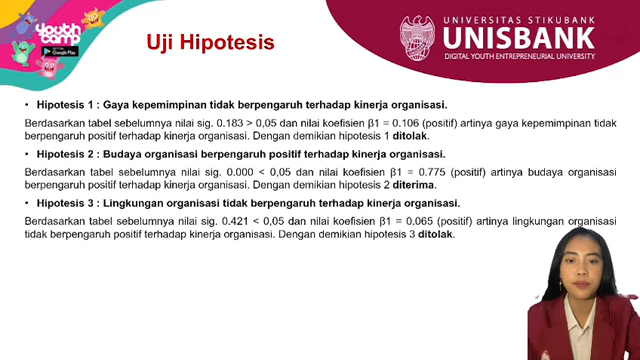 youth camp
Google Play
Uji Hipotesis
UNIVERSITAS STIKUBANK
UNISBANK
DIGITAL YOUTH ENTREPRENEURIAL UNIVERSITY
• Hipotesis 1 : Gaya kepemimpinan tidak berpengaruh terhadap kinerja organisasi.
Berdasarkan tabel sebelumnya nilai sig. 0.183 > 0,05 dan nilai koefisien β1 = 0.106 (positif) artinya gaya kepemimpinan tidak
berpengaruh positif terhadap kinerja organisasi. Dengan demikian hipotesis 1 ditolak.
• Hipotesis 2 : Budaya organisasi berpengaruh positif terhadap kinerja organisasi.
Berdasarkan tabel sebelumnya nilai sig. 0.000 < 0,05 dan nilai koefisien β1 = 0.775 (positif) artinya budaya organisasi
berpengaruh positif terhadap kinerja organisasi. Dengan demikian hipotesis 2 diterima.
• Hipotesis 3 : Lingkungan organisasi tidak berpengaruh terhadap kinerja organisasi.
Berdasarkan tabel sebelumnya nilai sig. 0.421 < 0,05 dan nilai koefisien β1 = 0.065 (positif) artinya lingkungan organisasi
tidak berpengaruh positif terhadap kinerja organisasi. Dengan demikian hipotesis 3 ditolak.